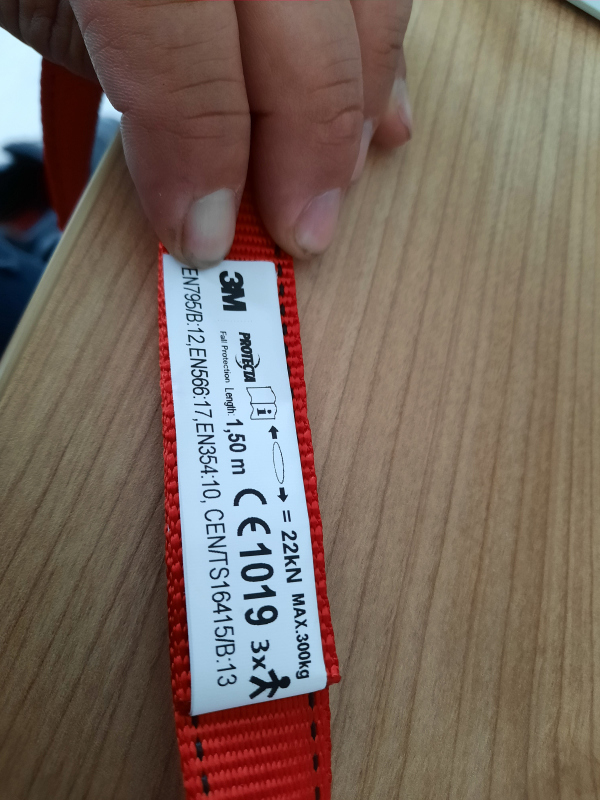 3M
PROTECTA
Fall Protection Length: 1,50 m
= 22kN MAX.300kg
CE1019 3x
EN795/B:12,EN566:17,EN354:10, CEN/TS16415/B:13